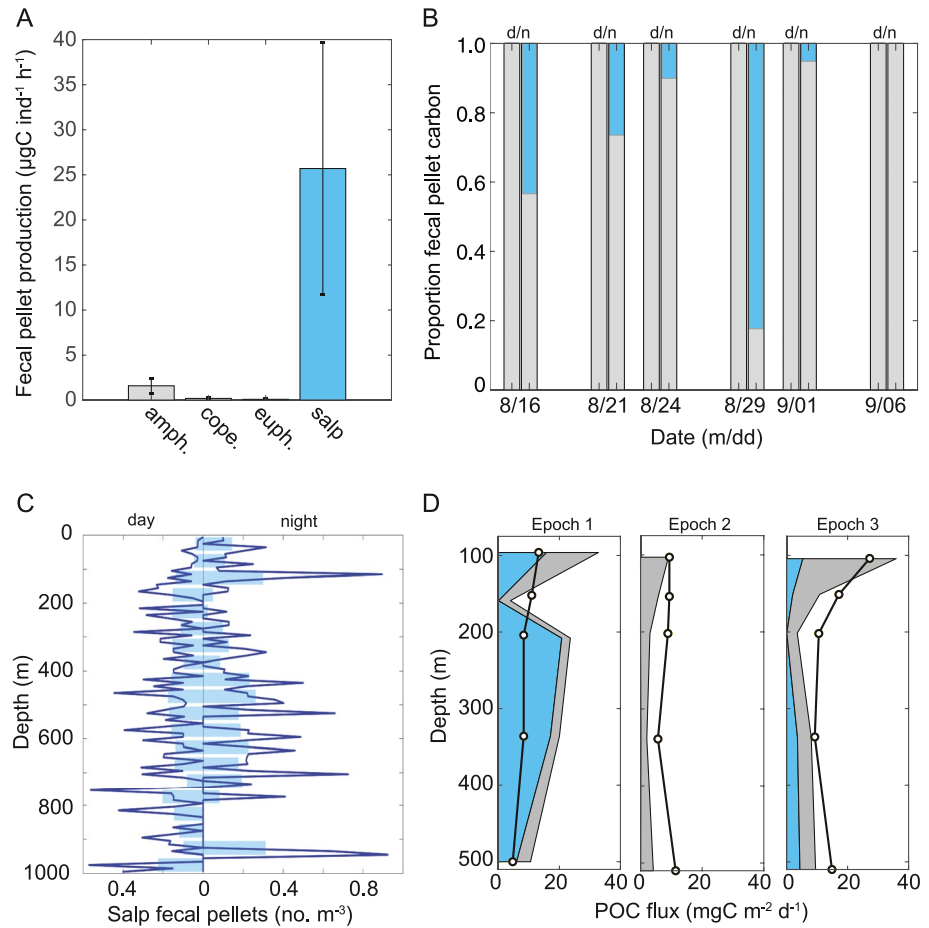 A
Fecal pellet production (µgC ind⁻¹ h⁻¹)
40
35
30
25
20
15
10
5
0
amph.
cope.
euph.
salp
B
d/n d/n d/n d/n d/n d/n
Proportion fecal pellet carbon
1.0
0.8
0.6
0.4
0.2
0
8/16 8/21 8/24 8/29 9/01 9/06
Date (m/dd)
C
day night
Depth (m)
0
200
400
600
800
1000
0.4 0 0.4 0.8
Salp fecal pellets (no. m⁻³)
D
Epoch 1 Epoch 2 Epoch 3
Depth (m)
100
200
300
400
500
0 20 40 0 20 40 0 20 40
POC flux (mgC m⁻² d⁻¹)